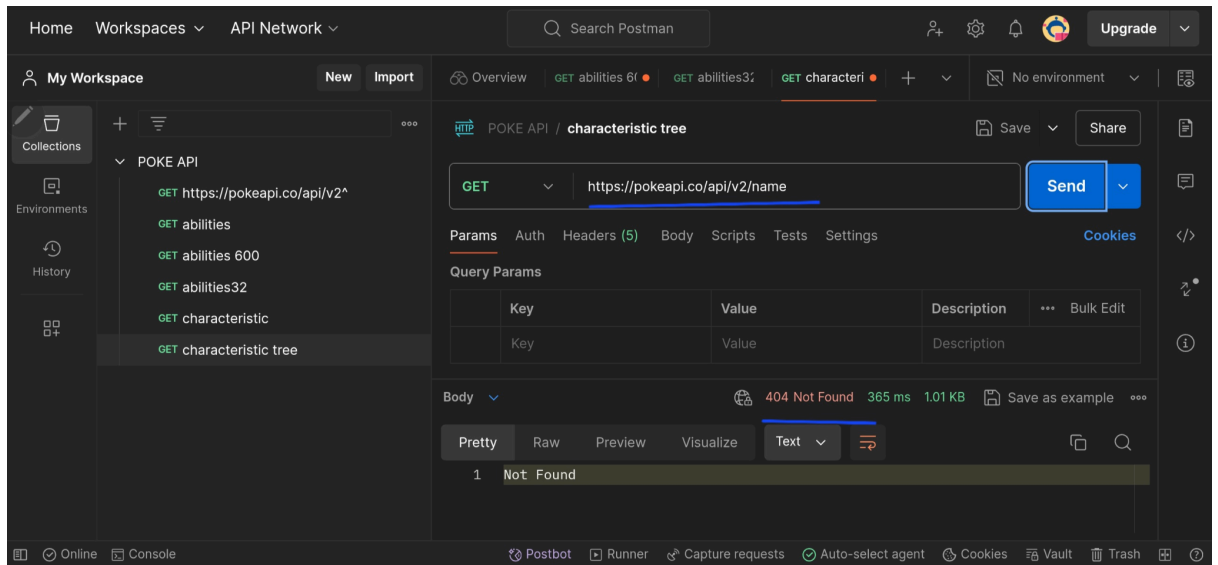 Home Workspaces API Network Search Postman Upgrade
My Workspace New Import Overview GET abilities 6 GET abilities32 GET characteri No environment
Collections
POKE API / characteristic tree Save Share
POKE API
GET https://pokeapi.co/api/v2^
GET https://pokeapi.co/api/v2/name Send
Environments
GET abilities
Params Auth Headers (5) Body Scripts Tests Settings Cookies
GET abilities 600
History
Query Params
GET abilities32
Key Value Description Bulk Edit
GET characteristic
Key Value Description
GET characteristic tree
Body 404 Not Found 365 ms 1.01 KB Save as example
Pretty Raw Preview Visualize Text
1 Not Found
Online Console Postbot Runner Capture requests Auto-select agent Cookies Vault Trash